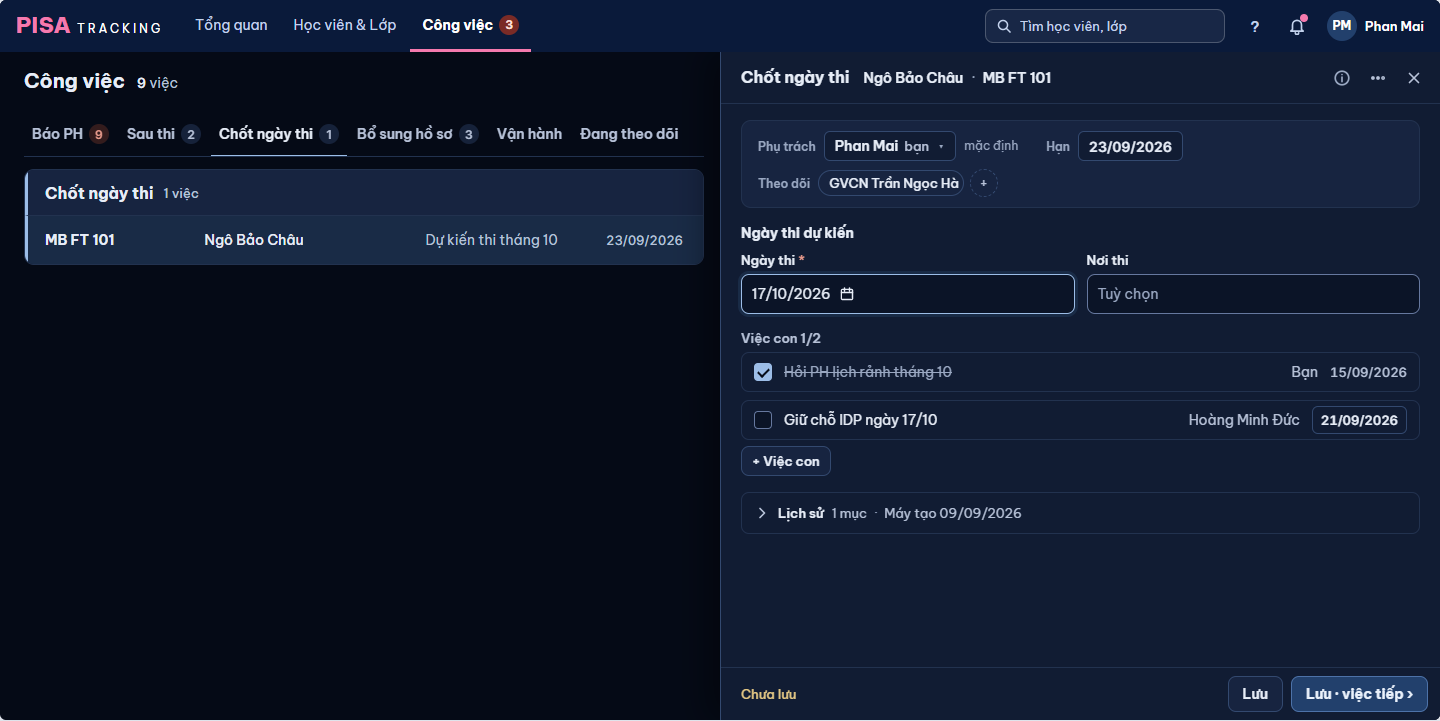 PISA TRACKING Tổng quan Học viên & Lớp Công việc 3 Tìm học viên, lớp ? PM Phan Mai
Công việc 9 việc
Báo PH 9 Sau thi 2 Chốt ngày thi 1 Bổ sung hồ sơ 3 Vận hành Đang theo dõi
Chốt ngày thi 1 việc
MB FT 101 Ngô Bảo Châu Dự kiến thi tháng 10 23/09/2026
Chốt ngày thi Ngô Bảo Châu · MB FT 101
Phụ trách Phan Mai bạn mặc định Hạn 23/09/2026
Theo dõi GVCN Trần Ngọc Hà +
Ngày thi dự kiến
Ngày thi * Nơi thi
17/10/2026 Tuỳ chọn
Việc con 1/2
Hỏi PH lịch rảnh tháng 10 Bạn 15/09/2026
Giữ chỗ IDP ngày 17/10 Hoàng Minh Đức 21/09/2026
+ Việc con
Lịch sử 1 mục · Máy tạo 09/09/2026
Chưa lưu Lưu Lưu · việc tiếp ›